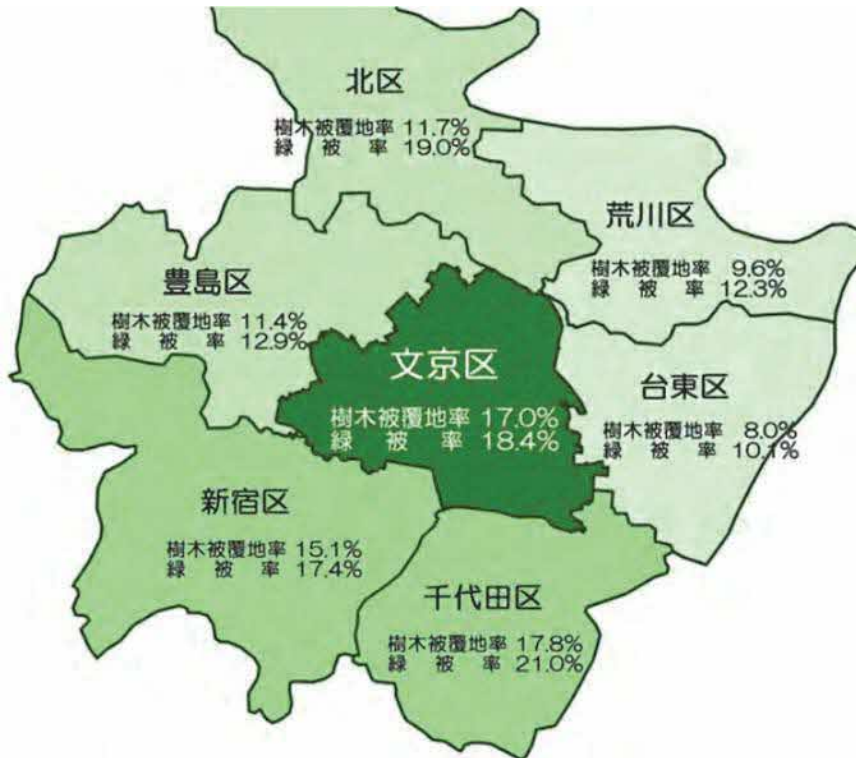 北区
樹木被覆地率 11.7%
緑被率 19.0%
荒川区
樹木被覆地率 9.6%
緑被率 12.3%
豊島区
樹木被覆地率 11.4%
緑被率 12.9%
文京区
樹木被覆地率 17.0%
緑被率 18.4%
台東区
樹木被覆地率 8.0%
緑被率 10.1%
新宿区
樹木被覆地率 15.1%
緑被率 17.4%
千代田区
樹木被覆地率 17.8%
緑被率 21.0%